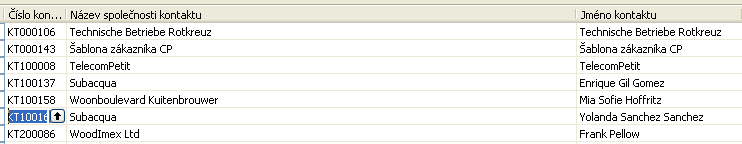 Číslo kon... Název společnosti kontaktu Jméno kontaktu
KT000106 Technische Betriebe Rotkreuz Technische Betriebe Rotkreuz
KT000143 Šablona zákazníka CP Šablona zákazníka CP
KT100008 TelecomPetit TelecomPetit
KT100137 Subacqua Enrique Gil Gomez
KT100158 Woonboulevard Kuitenbrouwer Mia Sofie Hoffritz
KT10016 Subacqua Yolanda Sanchez Sanchez
KT200086 WoodImex Ltd Frank Pellow